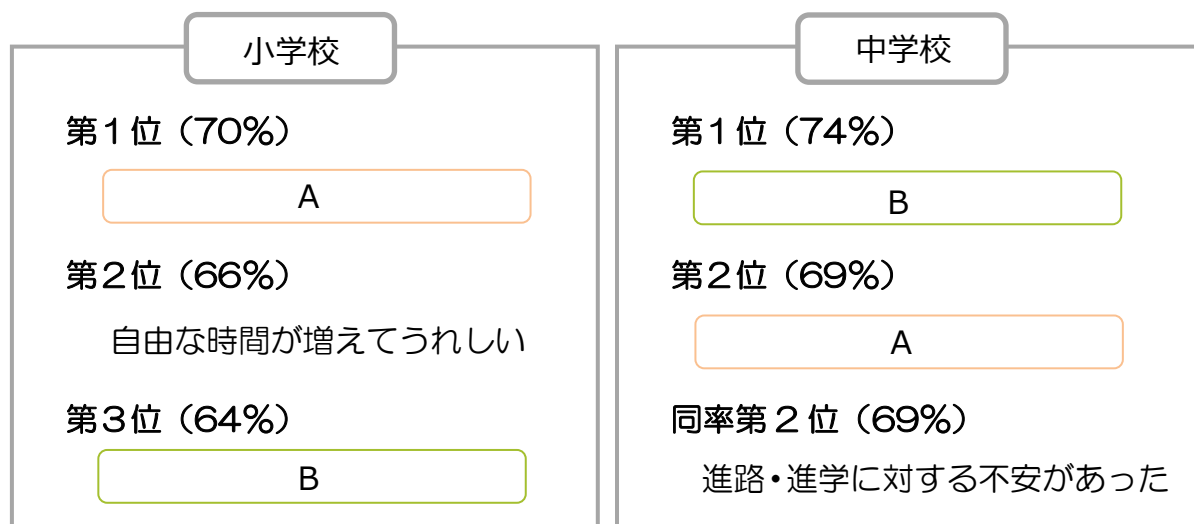 小学校
第1位（70%）
A
第2位（66%）
自由な時間が増えてうれしい
第3位（64%）
B
中学校
第1位（74%）
B
第2位（69%）
A
同率第2位（69%）
進路・進学に対する不安があった